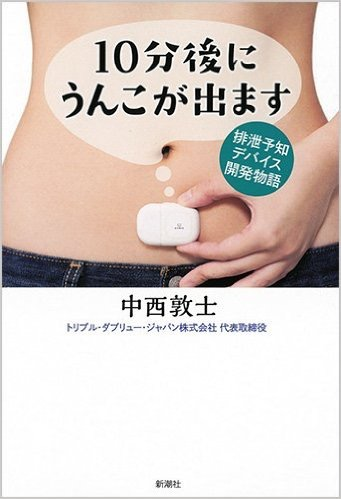 10分後に
うんこが出ます
排泄予知
デバイス
開発物語
中西敦士
トリプル・ダブリュー・ジャパン株式会社 代表取締役
新潮社